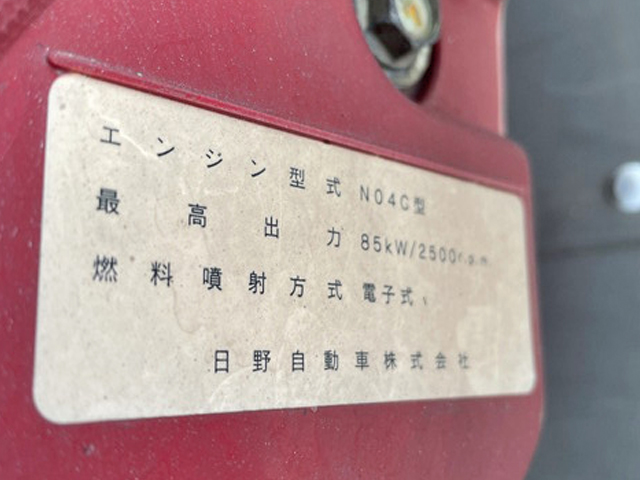 エンジン型式 N04C型
最高出力 85kW/2500r.p.m.
燃料噴射方式 電子式
日野自動車株式会社